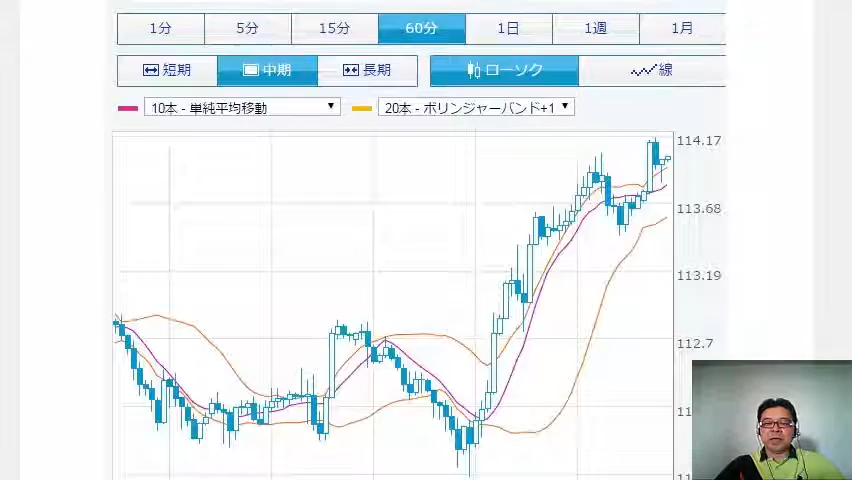 1分 5分 15分 60分 1日 1週 1月
短期 中期 長期 ローソク 線
10本 - 単純平均移動 20本 - ボリンジャーバンド+1
114.17
113.68
113.19
112.7